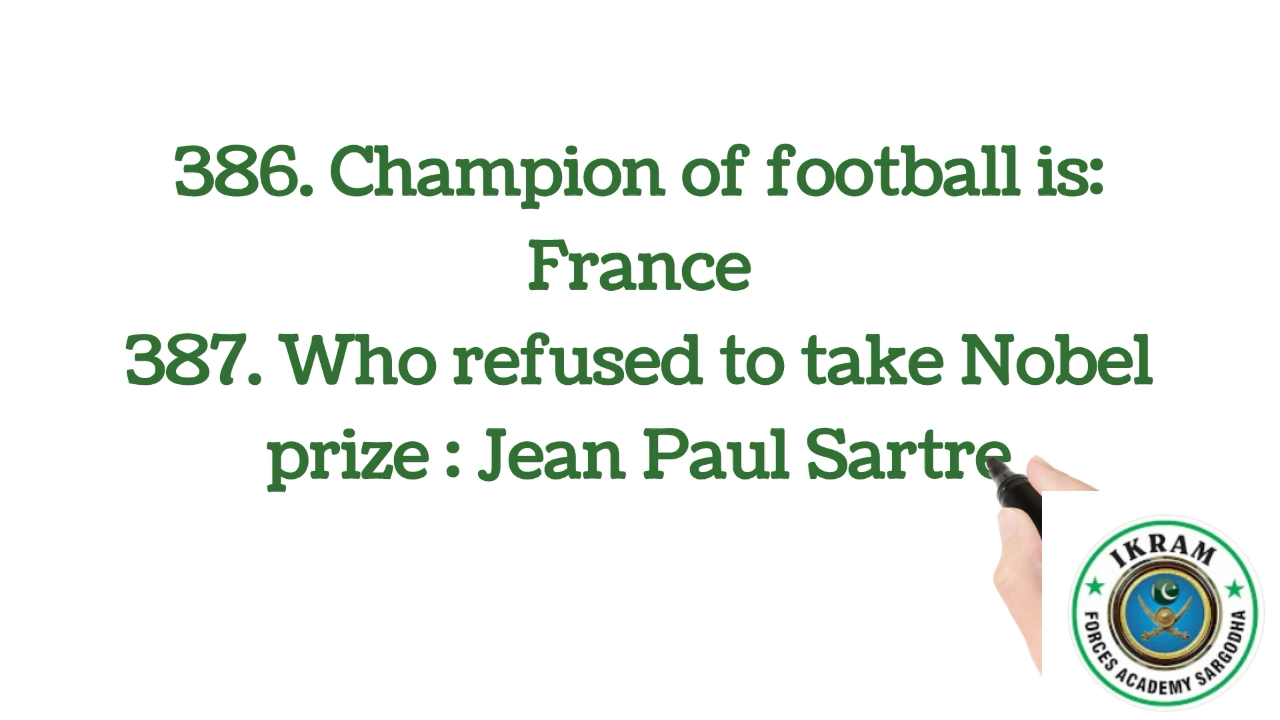 386. Champion of football is:
France
387. Who refused to take Nobel
prize : Jean Paul Sartre
IKRAM
FORCES ACADEMY SARGODHA